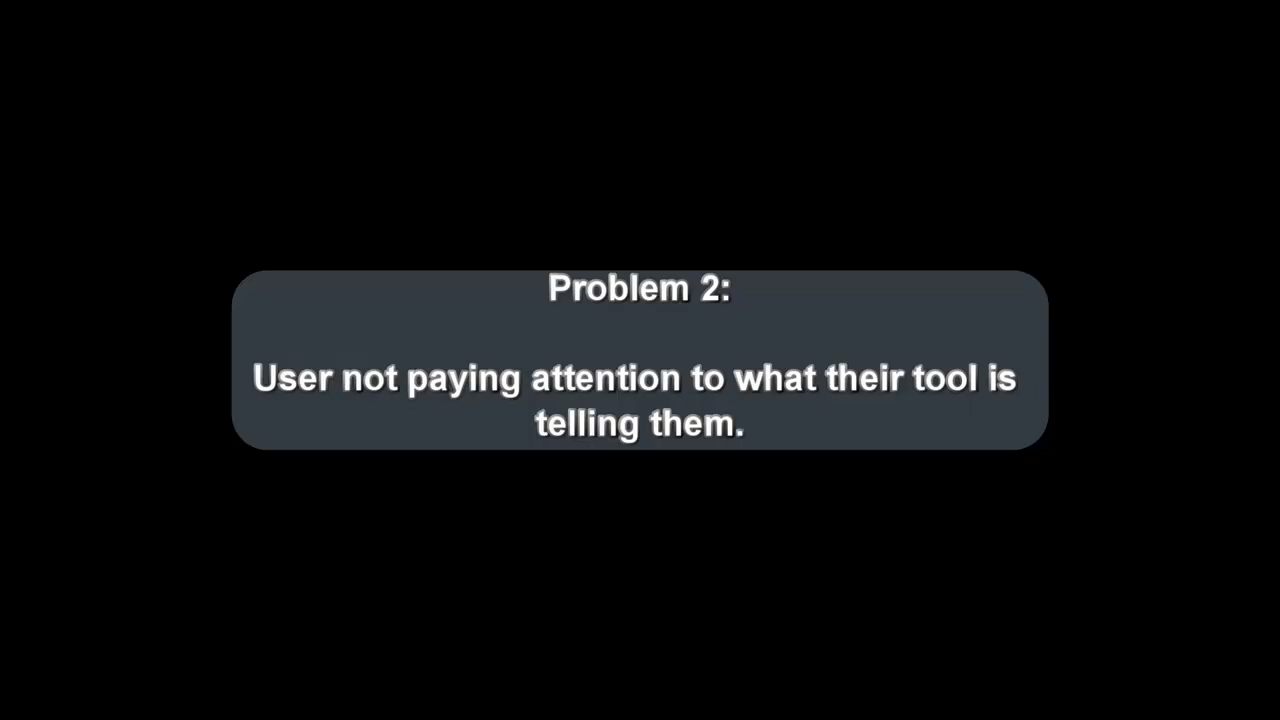 Problem 2:
User not paying attention to what their tool is
telling them.